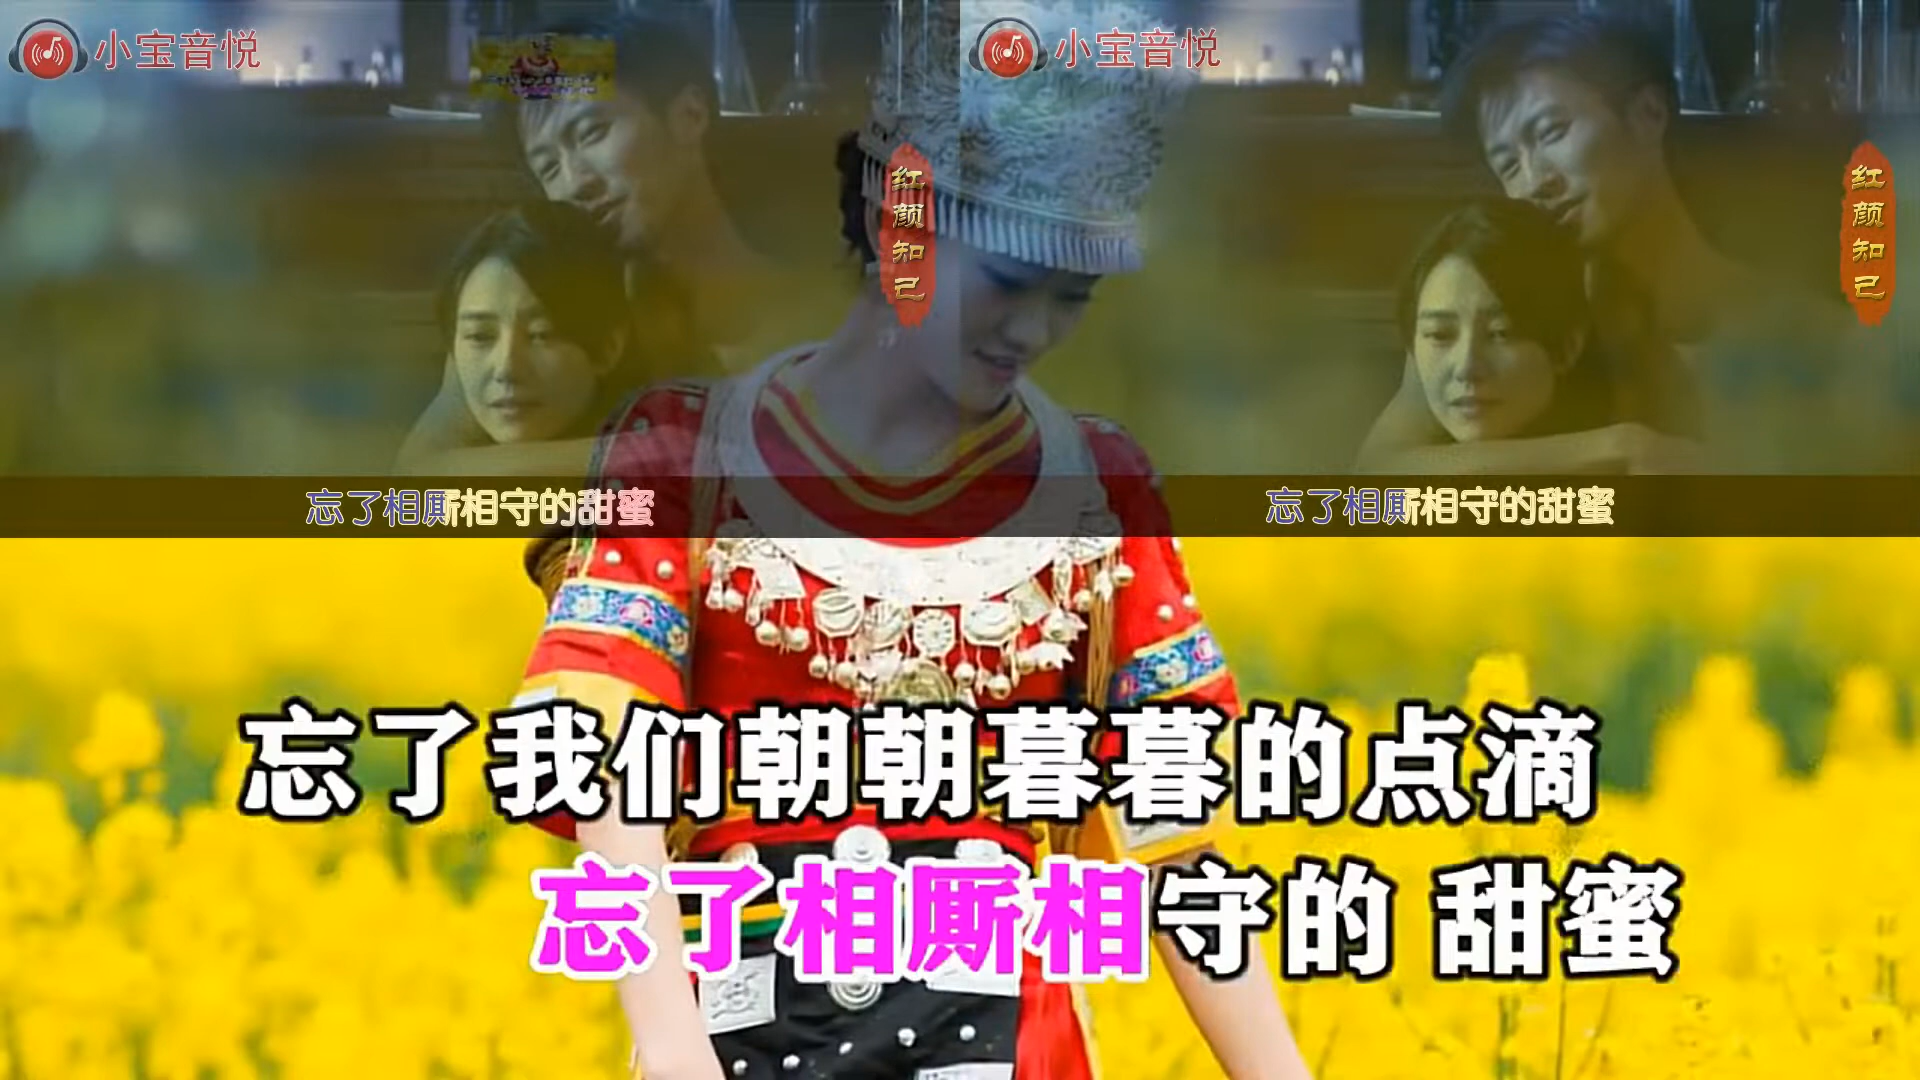 小宝音悦
小宝音悦
红颜知己
红颜知己
忘了相厮相守的甜蜜
忘了相厮相守的甜蜜
忘了我们朝朝暮暮的点滴
忘了相厮相守的 甜蜜